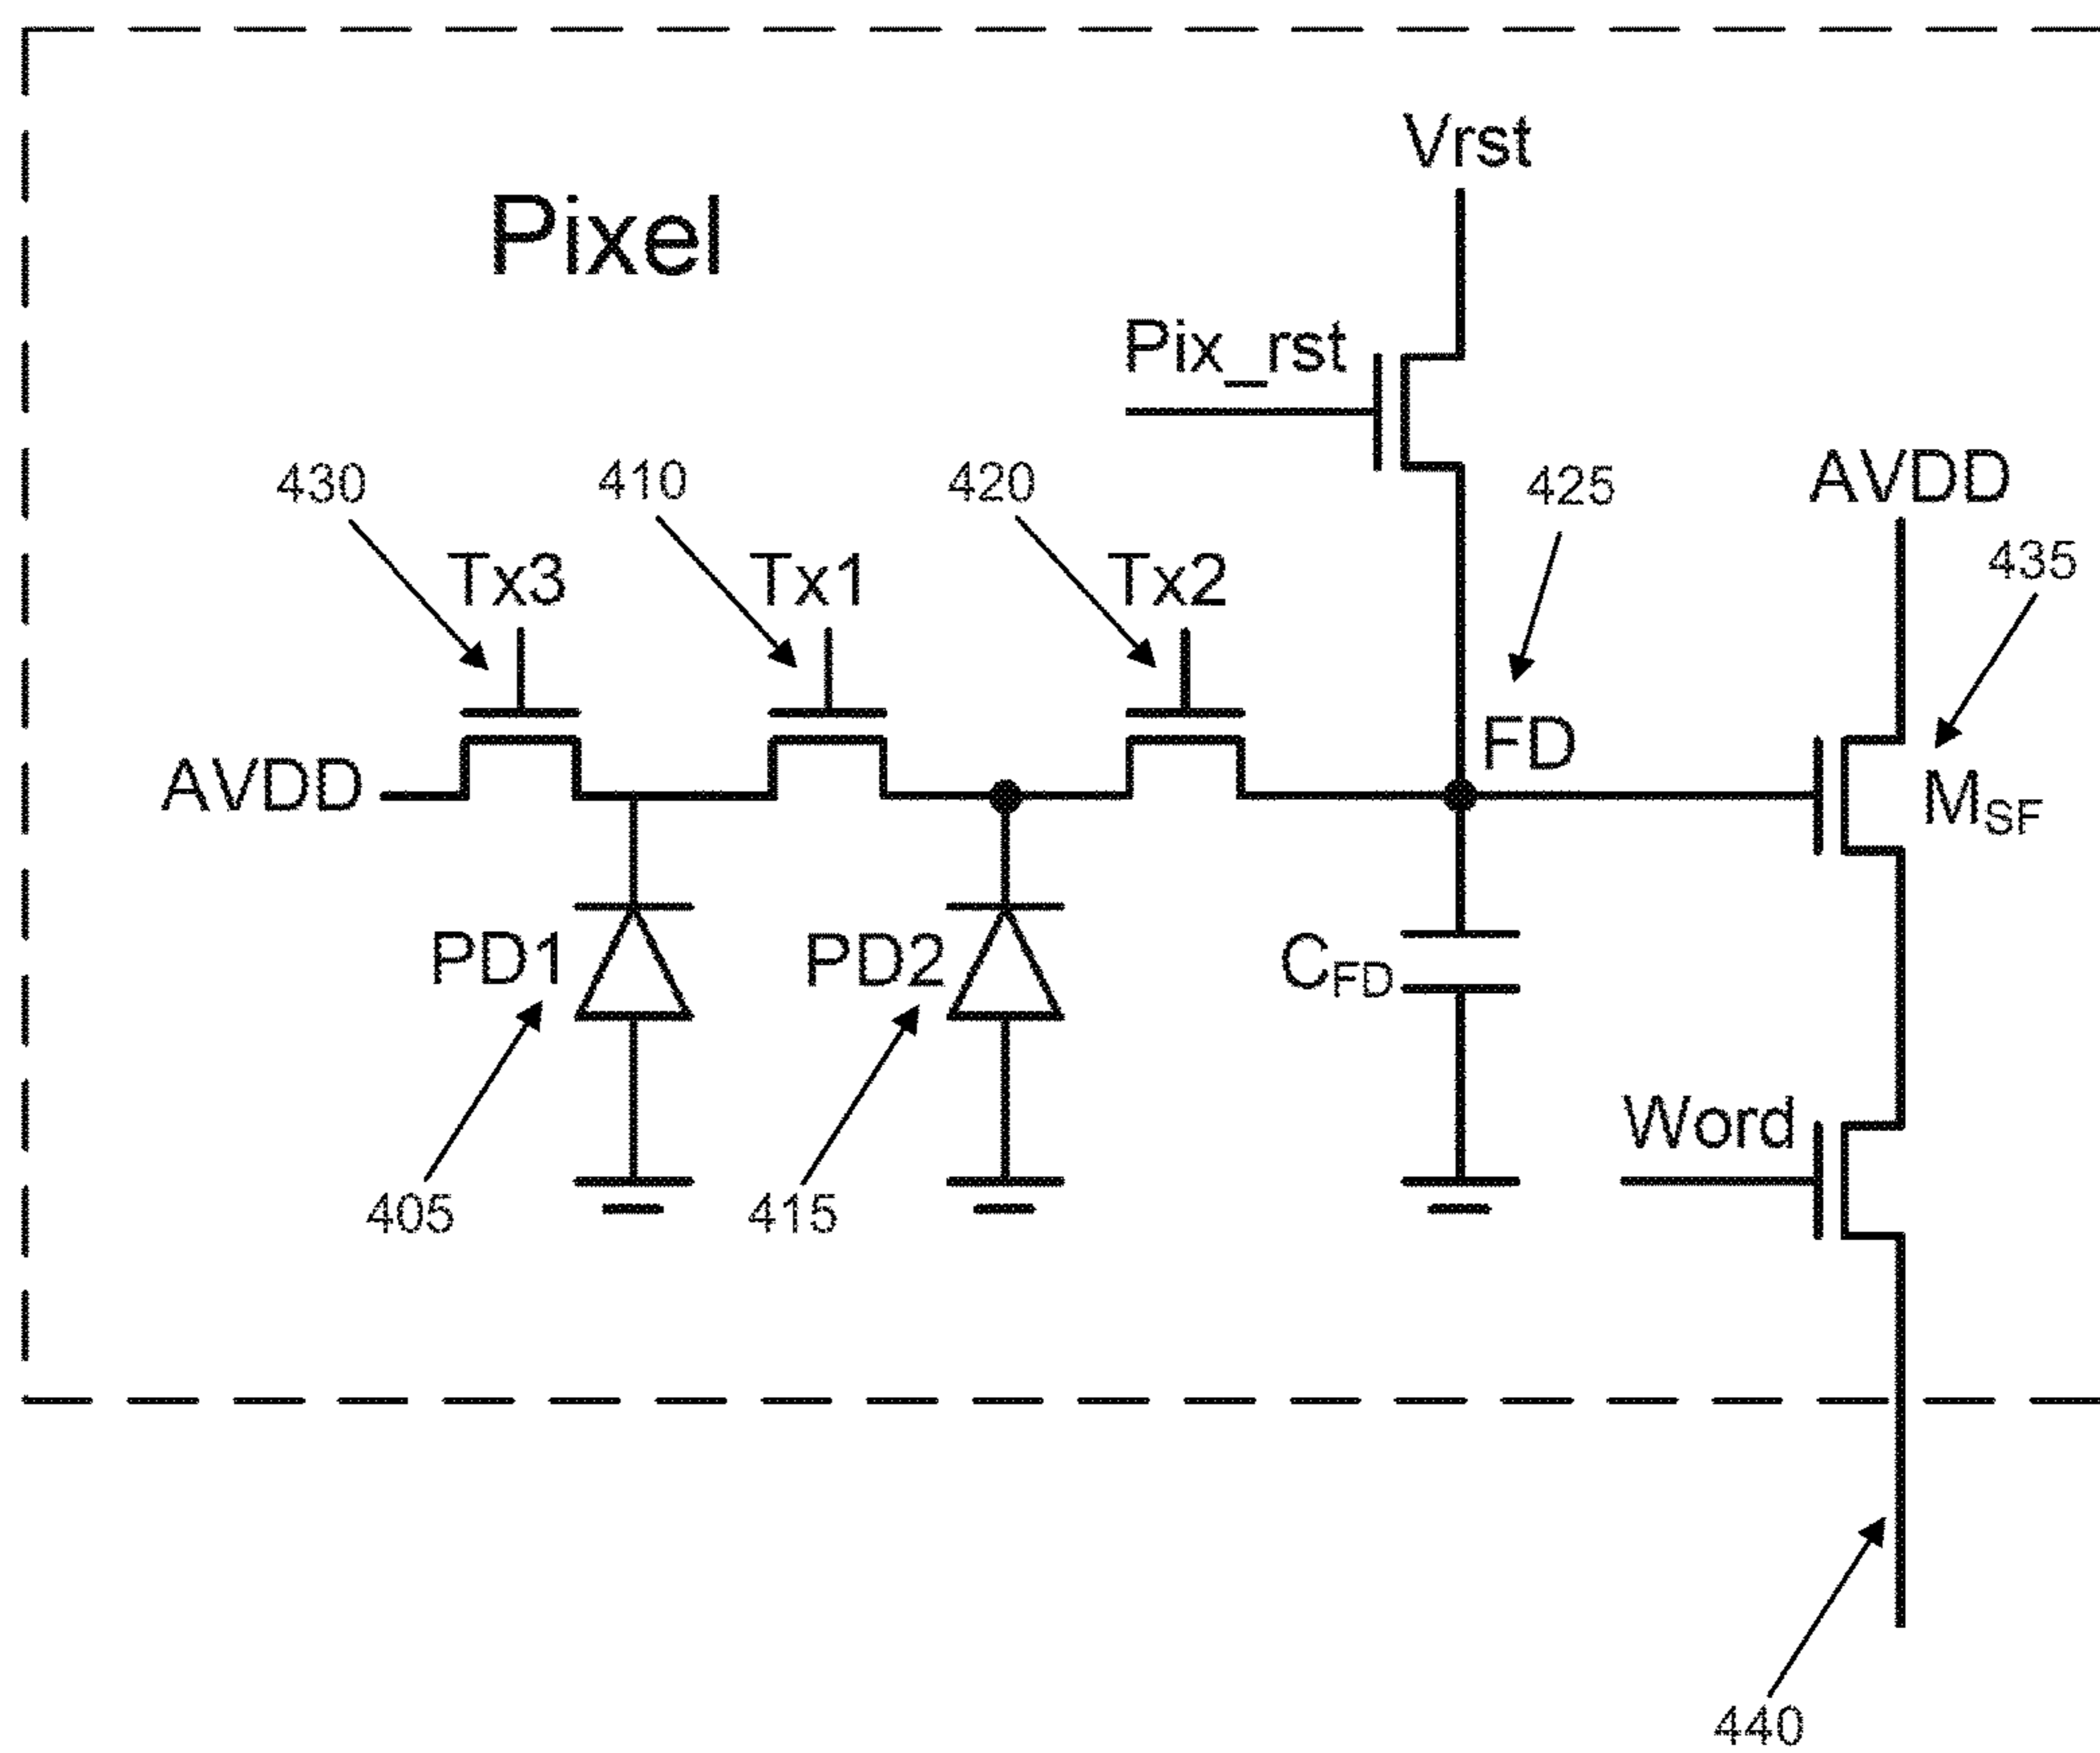 Vrst
Pixel
Pix_rst
430
410
420
425
AVDD
435
Tx3
Tx1
Tx2
AVDD
FD
MSF
PD1
PD2
CFD
Word
405
415
440